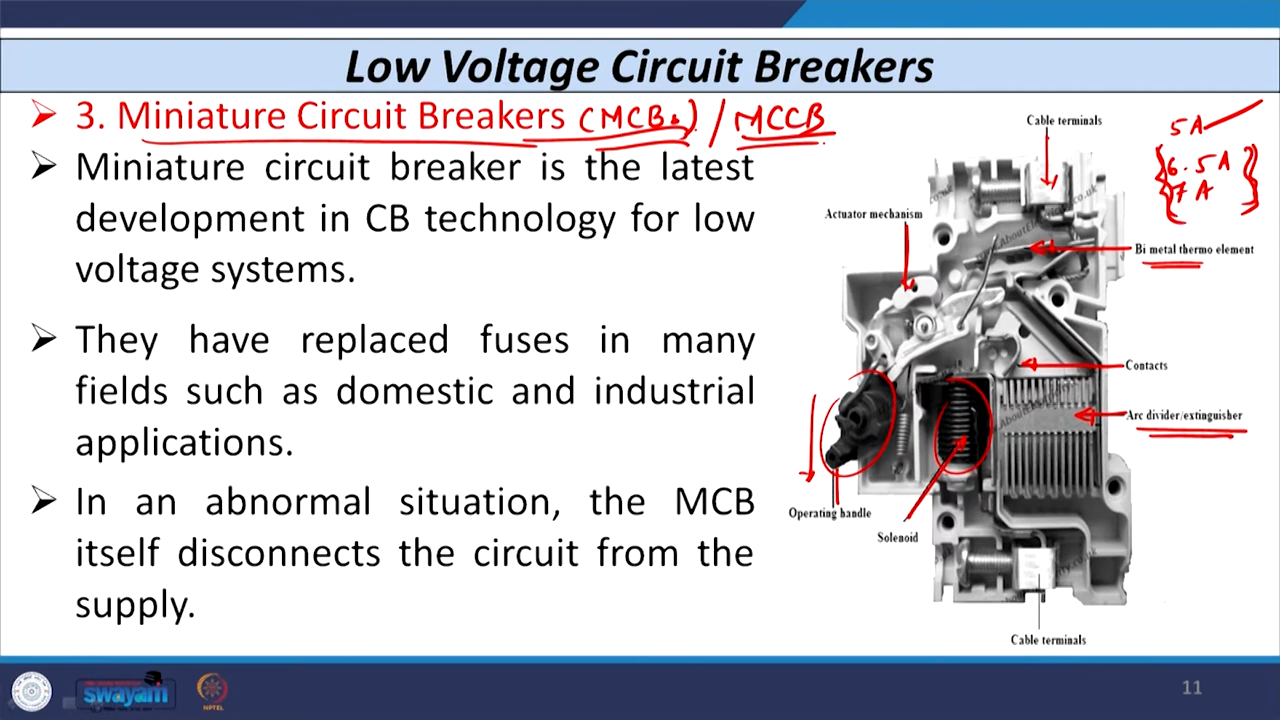 Low Voltage Circuit Breakers
➢ 3. Miniature Circuit Breakers (MCBs) / MCCB
➢ Miniature circuit breaker is the latest
development in CB technology for low
voltage systems.
➢ They have replaced fuses in many
fields such as domestic and industrial
applications.
➢ In an abnormal situation, the MCB
itself disconnects the circuit from the
supply.
Cable terminals
5A
6.5A
7A
Actuator mechanism
Bi metal thermo element
Contacts
Arc divider/extinguisher
Operating handle
Solenoid
Cable terminals
swayam
NPTEL
11